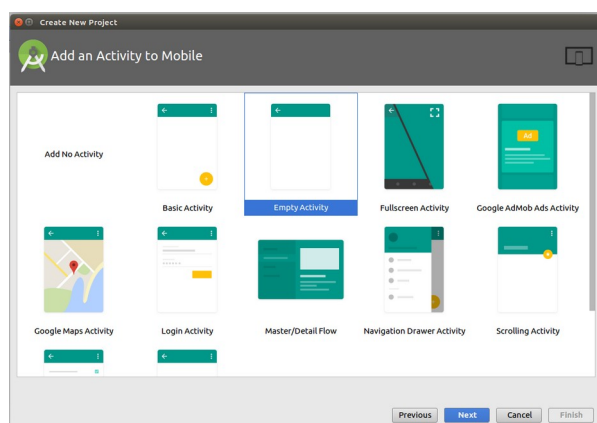 Create New Project
Add an Activity to Mobile
Add No Activity
Basic Activity
Empty Activity
Fullscreen Activity
Ad
Google AdMob Ads Activity
Google Maps Activity
Login Activity
Master/Detail Flow
Navigation Drawer Activity
Scrolling Activity
Previous
Next
Cancel
Finish